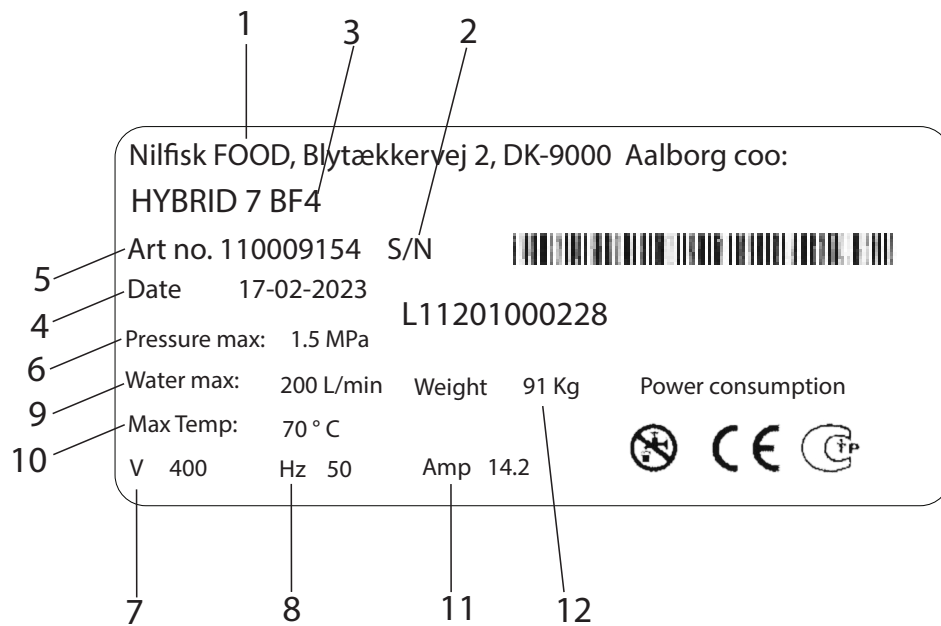 1
3
2
Nilfisk FOOD, Blytækkervej 2, DK-9000 Aalborg coo:
HYBRID 7 BF4
5
Art no. 110009154 S/N
4
Date 17-02-2023
L11201000228
6
Pressure max: 1.5 MPa
9
Water max: 200 L/min Weight 91 Kg Power consumption
10
Max Temp: 70 ° C
CE
V 400 Hz 50 Amp 14.2
7
8
11
12